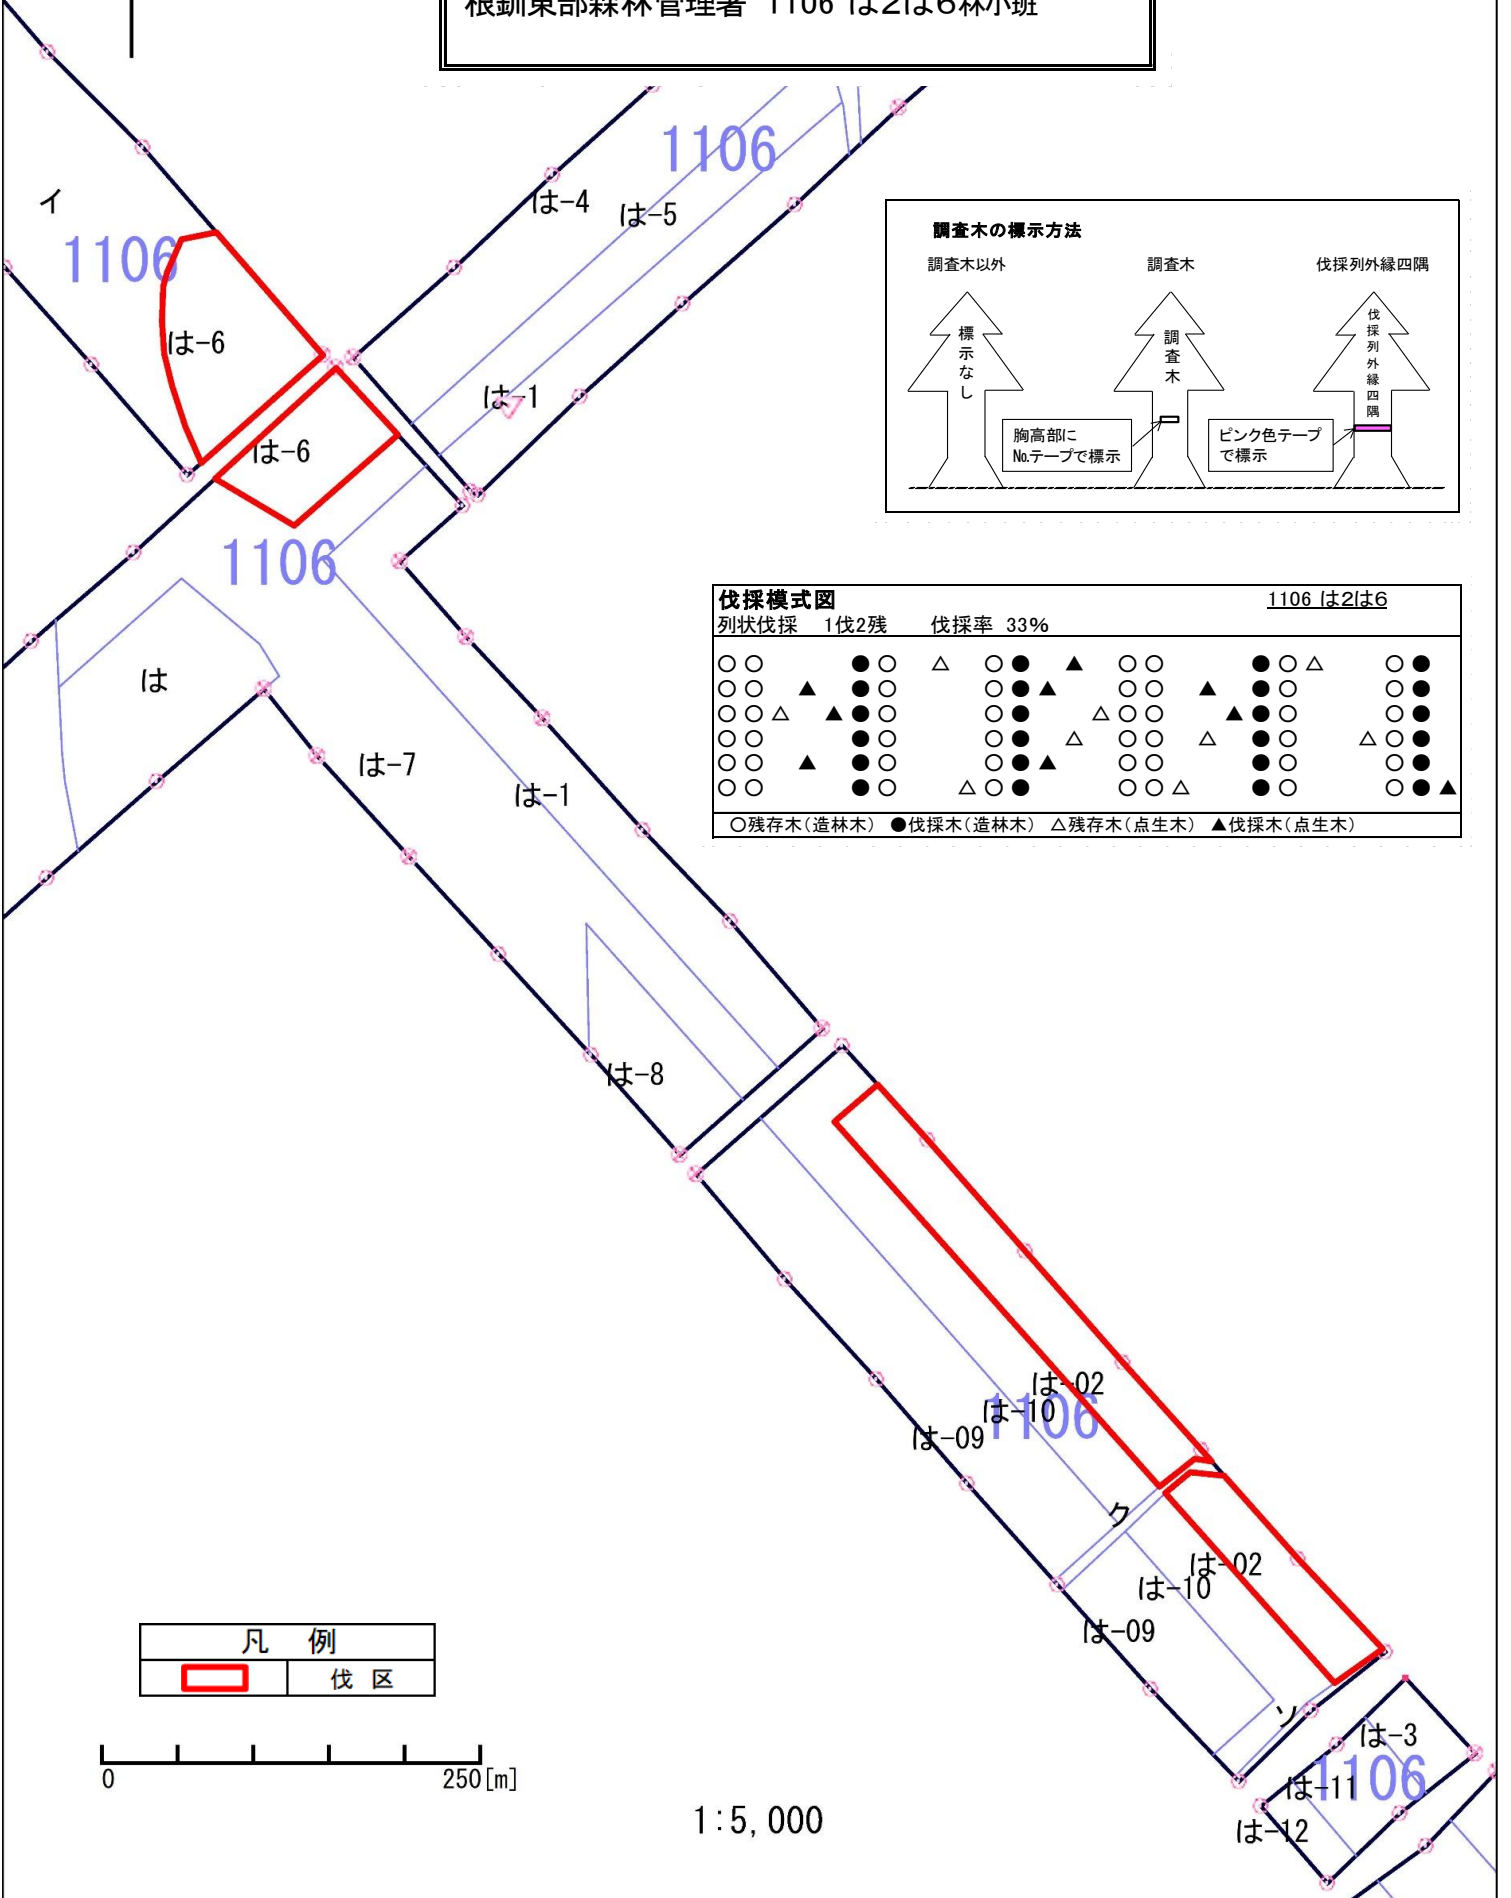 根釧東部森林管理署 1106 は2は6林小班
1106
は-4
は-5
イ
1106
は-6
は-1
は-6
1106
調査木の標示方法
調査木以外
調査木
伐採列外縁四隅
標示なし
調査木
伐採列外縁四隅
胸高部に
No.テープで標示
ピンク色テープ
で標示
伐採模式図 1106 は2は6
列状伐採 1伐2残 伐採率 33%
○残存木(造林木) ●伐採木(造林木) △残存木(点生木) ▲伐採木(点生木)
は
は-7
は-1
は-8
は-02
は-10
1106
は-09
ク
は-02
は-10
は-09
ソ
は-3
1106
は-11
は-12
凡 例
伐 区
0 250[m]
1:5,000